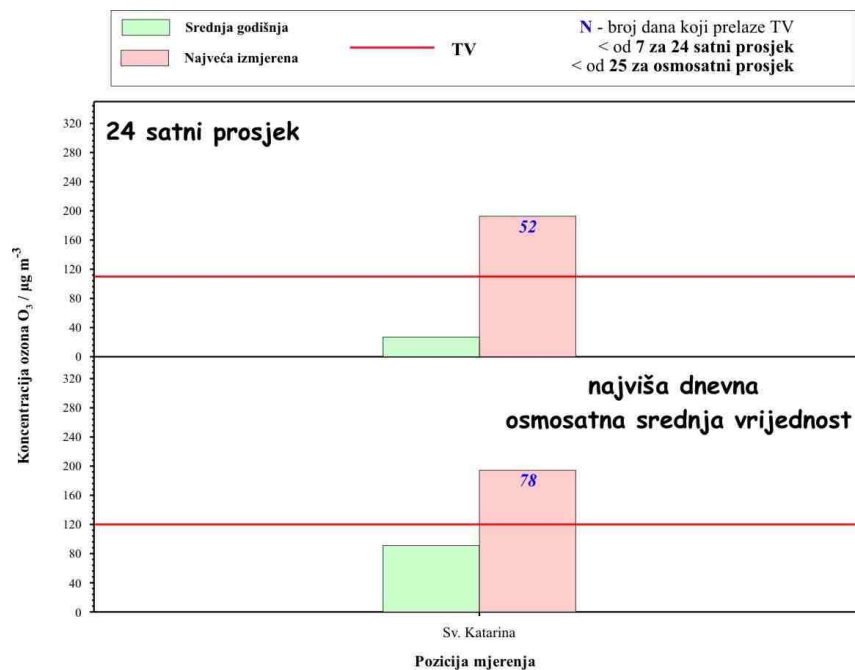 Srednja godišnja
Najveća izmjerena
TV
N - broj dana koji prelaze TV
< od 7 za 24 satni prosjek
< od 25 za osmosatni prosjek
24 satni prosjek
320
280
240
200
160
120
80
40
0
52
najviša dnevna
osmosatna srednja vrijednost
320
280
240
200
160
120
80
40
0
78
Koncentracija ozona O₃ / µg m⁻³
Sv. Katarina
Pozicija mjerenja